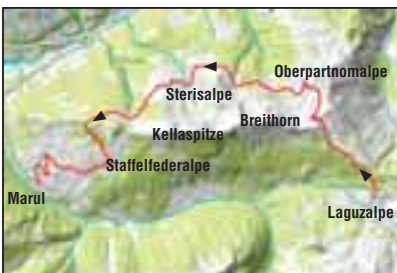 Oberpartnomalpe
Sterisalpe
Breithorn
Kellaspitze
Staffelfederalpe
Marul
Laguzalpe